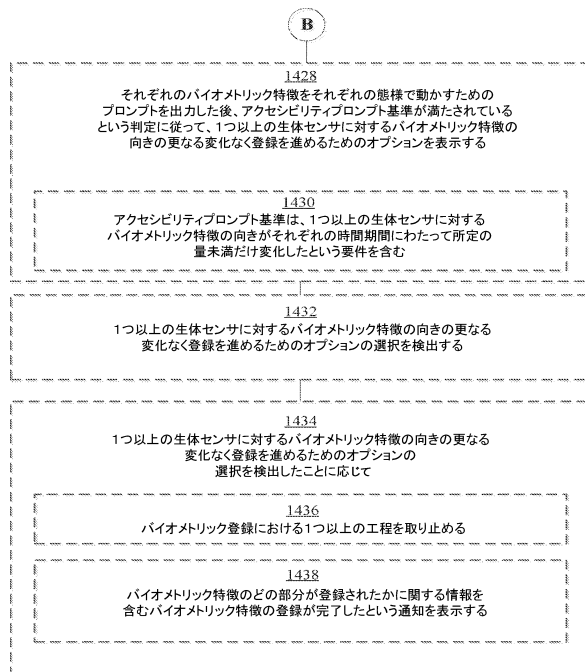 B
1428
それぞれのバイオメトリック特徴をそれぞれの態様で動かすための
プロンプトを出力した後、アクセシビリティプロンプト基準が満たされている
という判定に従って、1つ以上の生体センサに対するバイオメトリック特徴の
向きの更なる変化なく登録を進めるためのオプションを表示する
1430
アクセシビリティプロンプト基準は、1つ以上の生体センサに対する
バイオメトリック特徴の向きがそれぞれの時間期間にわたって所定の
量未満だけ変化したという要件を含む
1432
1つ以上の生体センサに対するバイオメトリック特徴の向きの更なる
変化なく登録を進めるためのオプションの選択を検出する
1434
1つ以上の生体センサに対するバイオメトリック特徴の向きの更なる
変化なく登録を進めるためのオプションの
選択を検出したことに応じて
1436
バイオメトリック登録における1つ以上の工程を取り止める
1438
バイオメトリック特徴のどの部分が登録されたかに関する情報を
含むバイオメトリック特徴の登録が完了したという通知を表示する